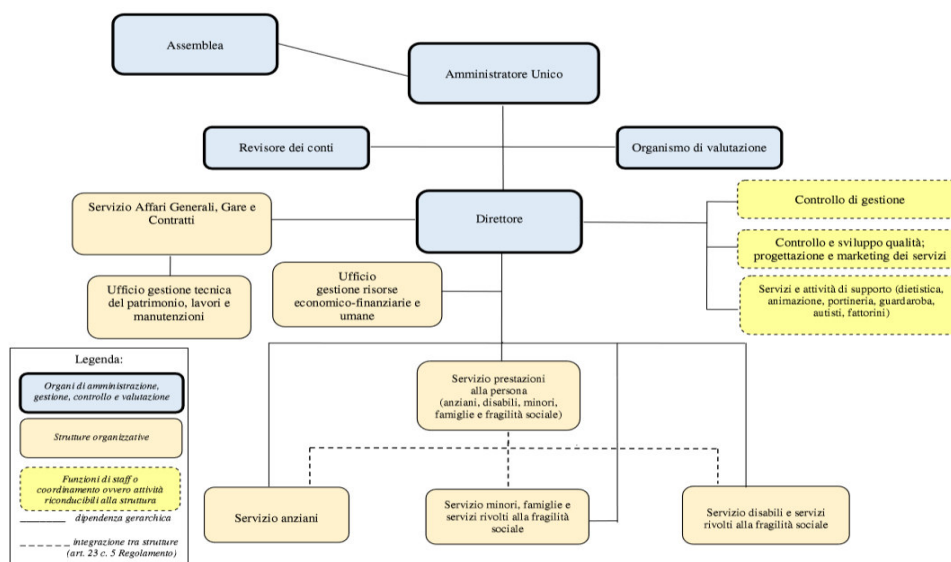 Assemblea
Amministratore Unico
Revisore dei conti
Organismo di valutazione
Servizio Affari Generali, Gare e
Contratti
Direttore
Controllo di gestione
Controllo e sviluppo qualità;
progettazione e marketing dei servizi
Ufficio gestione tecnica
del patrimonio, lavori e
manutenzioni
Ufficio
gestione risorse
economico-finanziarie e
umane
Servizi e attività di supporto (dietistica,
animazione, portineria, guardaroba,
autisti, fattorini)
Legenda:
Organi di amministrazione,
gestione, controllo e valutazione
Strutture organizzative
Funzioni di staff o
coordinamento ovvero attività
riconducibili alla struttura
dipendenza gerarchica
integrazione tra strutture
(art. 23 c. 5 Regolamento)
Servizio prestazioni
alla persona
(anziani, disabili, minori,
famiglie e fragilità sociale)
Servizio anziani
Servizio minori, famiglie e
servizi rivolti alla fragilità
sociale
Servizio disabili e servizi
rivolti alla fragilità sociale